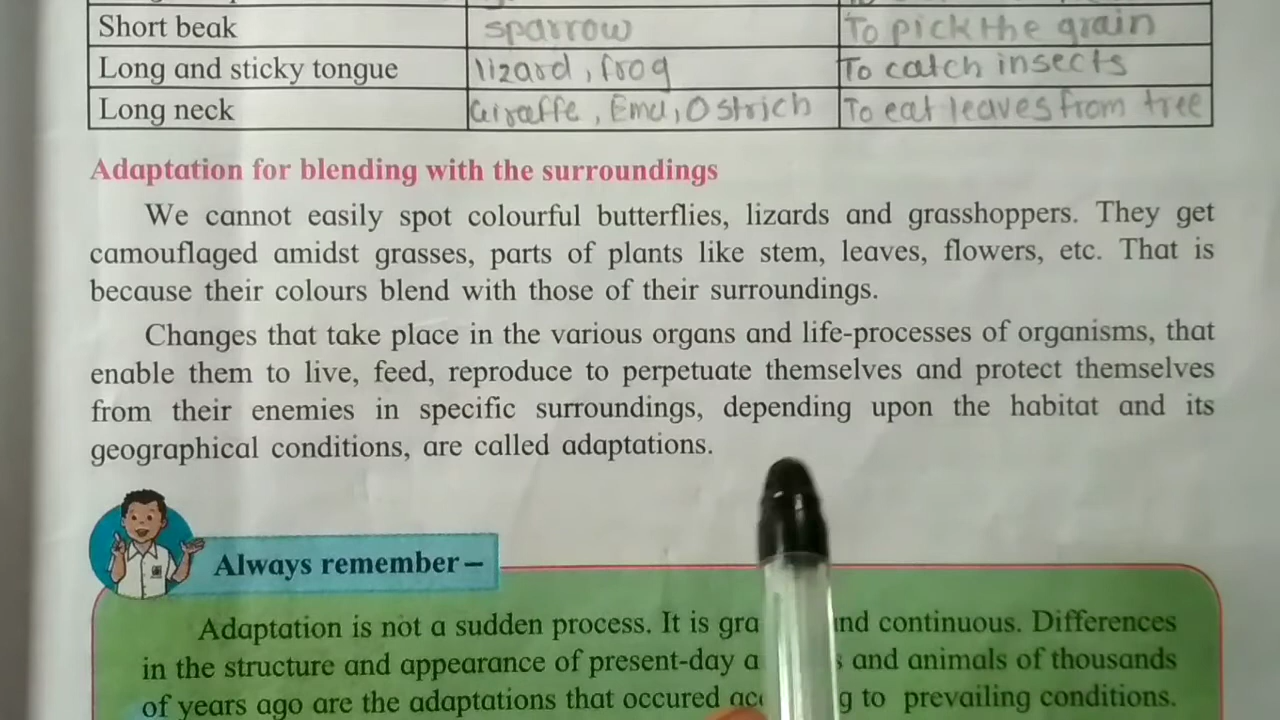 Short beak sparrow To pick the grain
Long and sticky tongue lizard, frog To catch insects
Long neck Giraffe, Emu, Ostrich To eat leaves from tree
Adaptation for blending with the surroundings
We cannot easily spot colourful butterflies, lizards and grasshoppers. They get
camouflaged amidst grasses, parts of plants like stem, leaves, flowers, etc. That is
because their colours blend with those of their surroundings.
Changes that take place in the various organs and life-processes of organisms, that
enable them to live, feed, reproduce to perpetuate themselves and protect themselves
from their enemies in specific surroundings, depending upon the habitat and its
geographical conditions, are called adaptations.
Always remember–
Adaptation is not a sudden process. It is continuous. Differences
in the structure and appearance of present-day and animals of thousands
of years ago are the adaptations that occured to prevailing conditions.